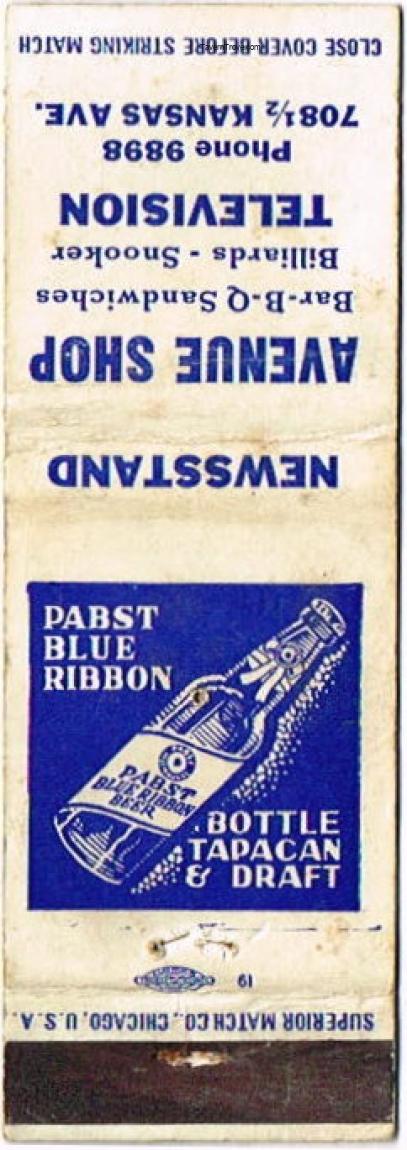 CLOSE COVER BEFORE STRIKING MATCH
708½ KANSAS AVE.
Phone 9898
TELEVISION
Billiards - Snooker
Bar-B-Q Sandwiches
AVENUE SHOP
NEWSSTAND
PABST
BLUE
RIBBON
PABST
BLUE RIBBON
BEER
BOTTLE
TAPACAN
& DRAFT
19
SUPERIOR MATCH CO., CHICAGO, U.S.A.